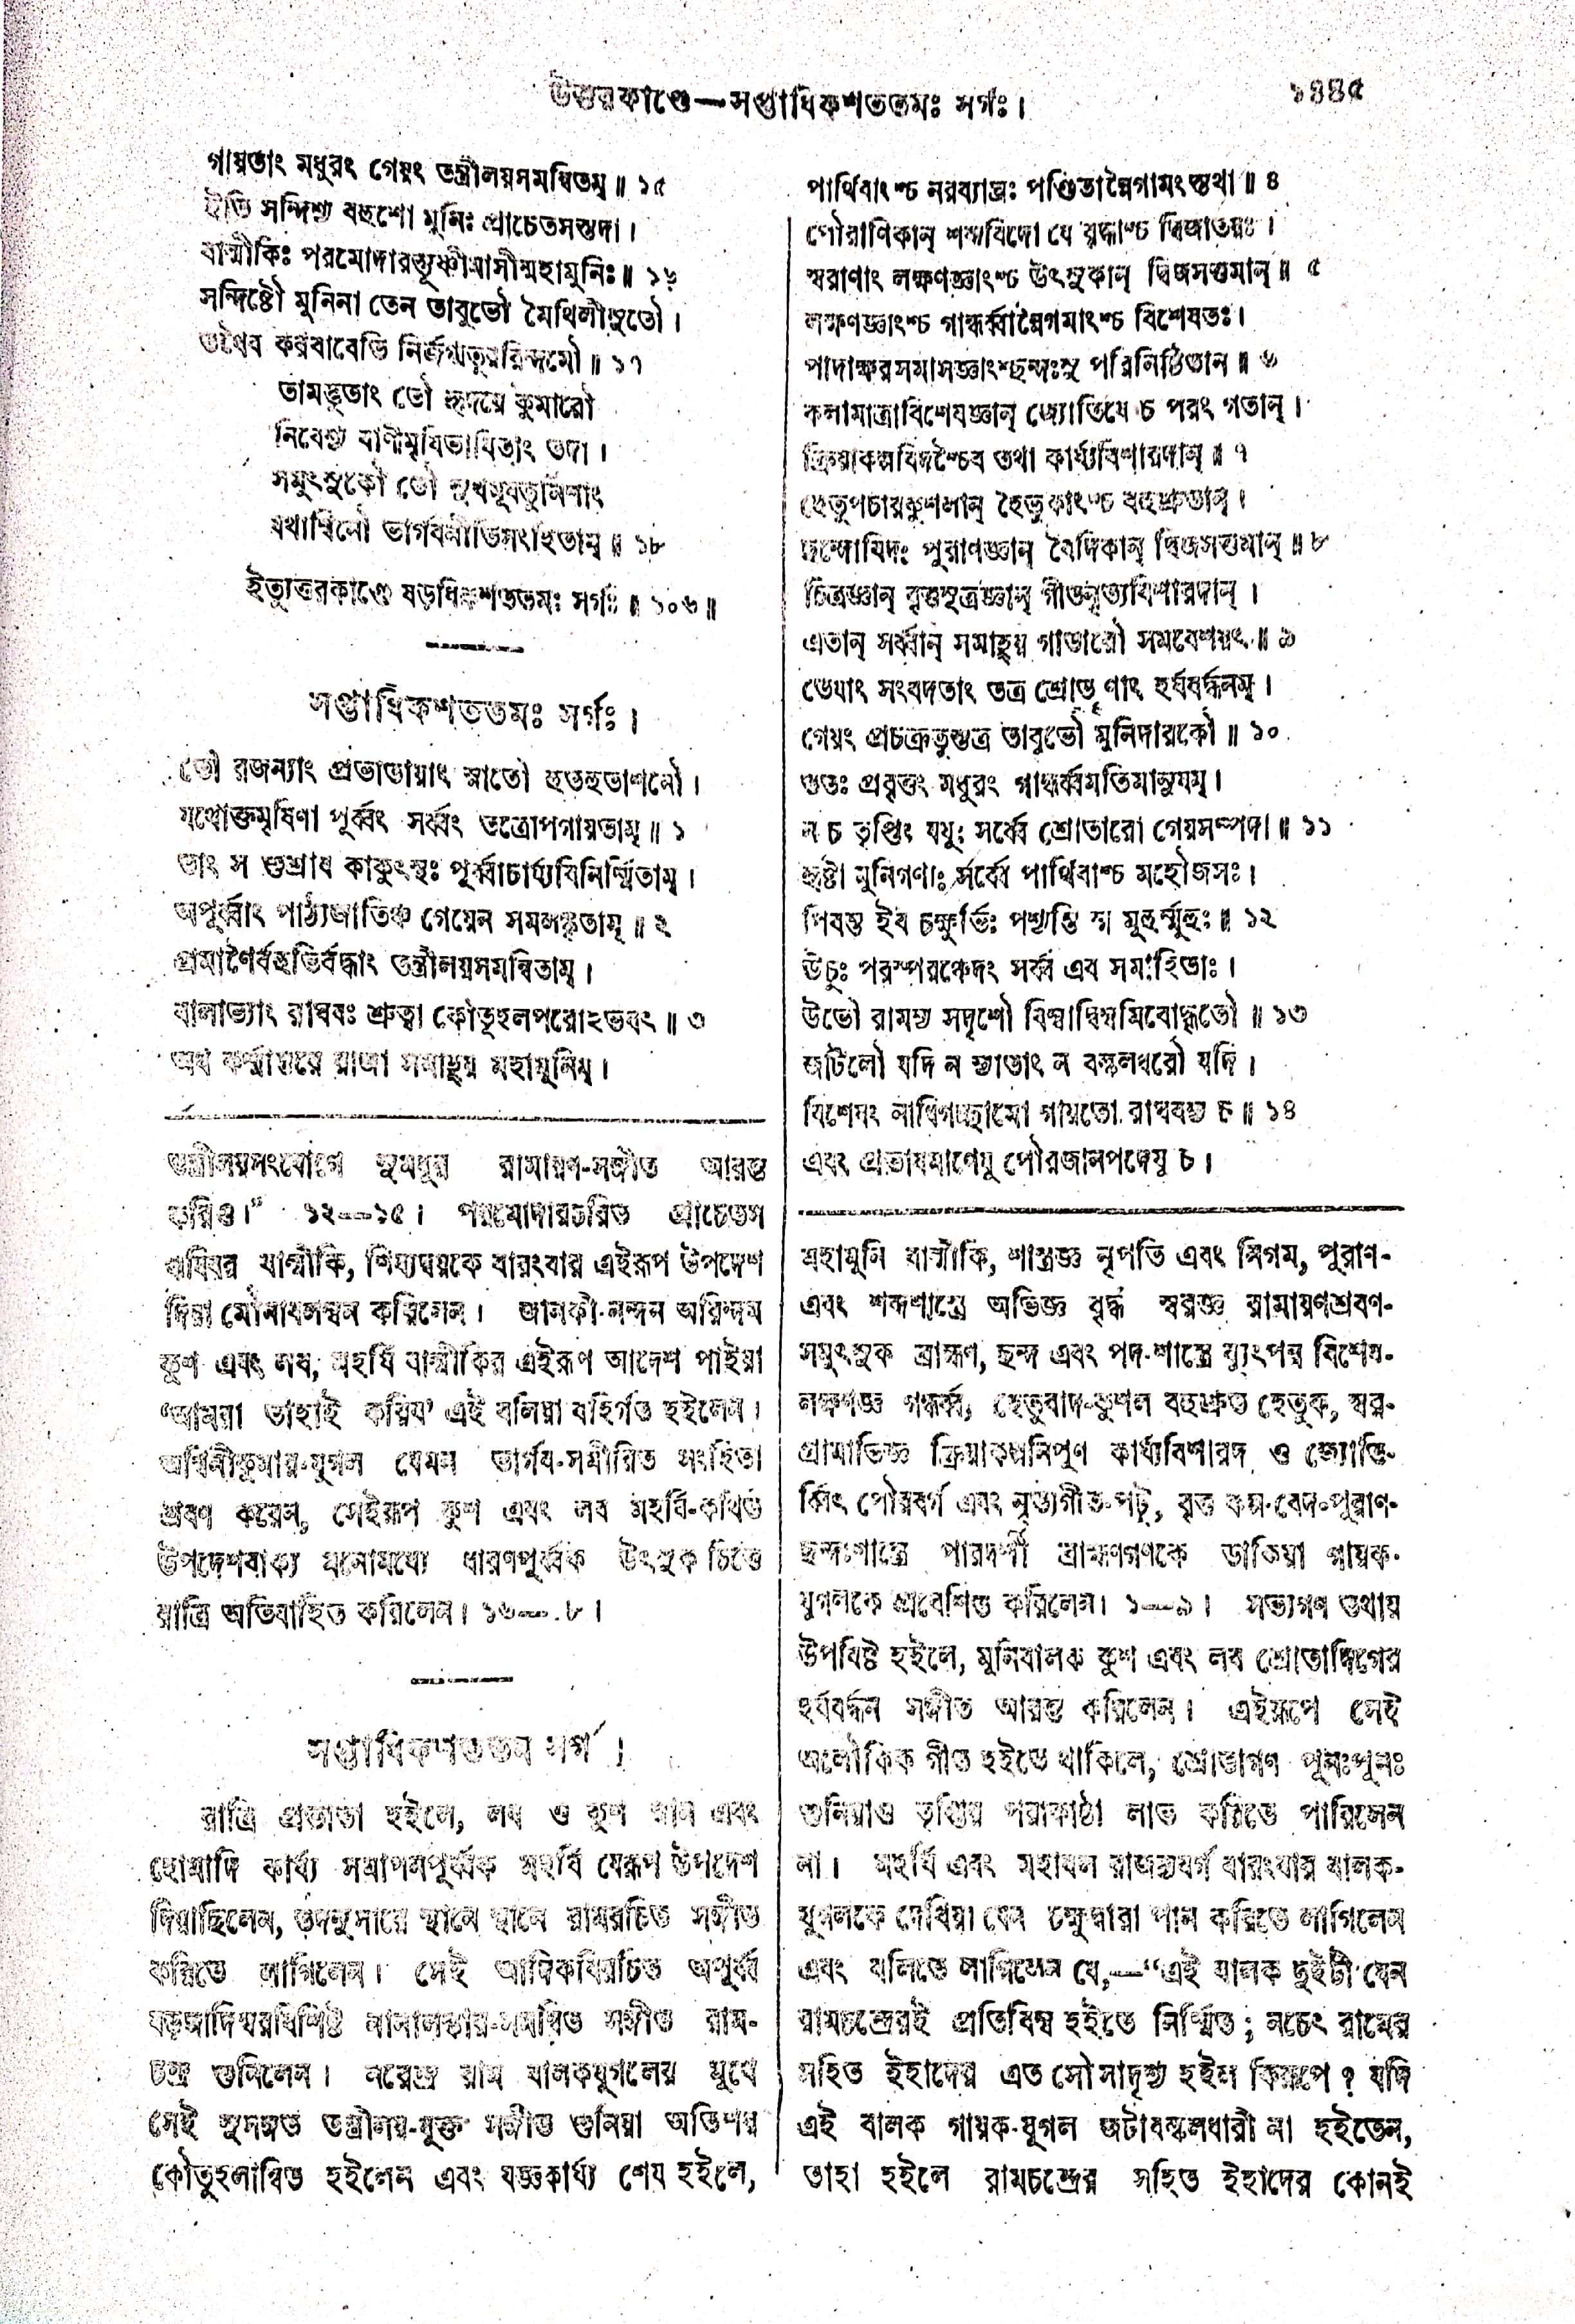 উত্তরকাণ্ডে—সপ্তাধিকশততমঃ সর্গঃ।
১৪৪৫
গায়তাং মধুরং গেয়ং তন্ত্রীলয়সমন্বিতম্॥ ১৫
ইতি সন্দিশ্য বহুশো মুনিঃ প্রাচেতসস্তদা।
বাল্মীকিঃ পরমোদারস্তূষ্ণীমাসীন্মহামুনিঃ॥ ১৬
সন্দিষ্টৌ মুনিনা তেন তাবুভৌ মৈথিলীসুতৌ।
তথৈব করবাবেতি নির্জগ্মতুররিন্দমৌ॥ ১৭
তামদ্ভুতাং তৌ হৃদয়ে কুমারৌ
নিবেশ্য বাণীমৃষিভাষিতাং তদা।
সমুৎসুকৌ তৌ সুখমূষতুর্নিশাং
যথাশ্বিনৌ ভার্গবনীতিসংহিতাম্॥ ১৮
ইত্যুত্তরকাণ্ডে ষড়ধিকশততমঃ সর্গঃ॥ ১০৬॥
সপ্তাধিকশততমঃ সর্গঃ।
তৌ রজন্যাং প্রভাতায়াং স্নাতৌ হুতহুতাশনৌ।
যথোক্তমৃষিণা পূর্ব্বং সর্ব্বং তত্রোপগায়তাম্॥ ১
তাং স শুশ্রাব কাকুৎস্থঃ পূর্ব্বাচার্য্যবিনির্ম্মিতাম্।
অপূর্ব্বাং পাঠ্যজাতিঞ্চ গেয়েন সমলঙ্কৃতাম্॥ ২
প্রমাণৈর্বহুভির্বদ্ধাং তন্ত্রীলয়সমন্বিতাম্।
বালাভ্যাং রাঘবঃ শ্রুত্বা কৌতূহলপরোঽভবৎ॥ ৩
অথ কর্ম্মান্তরে রাজা সমাহূয় মহামুনিম্।
তন্ত্রীলয়সংযোগে সুমধুর রামায়ণ-সঙ্গীত আরম্ভ
করিও।” ১২—১৫। পরমোদারচরিত প্রাচেতস
ঋষিবর বাল্মীকি, শিষ্যদ্বয়কে বারংবার এইরূপ উপদেশ
দিয়া মৌনাবলম্বন করিলেন। জানকী-নন্দন অরিন্দম
কুশ এবং লব, মহর্ষি বাল্মীকির এইরূপ আদেশ পাইয়া
‘আমরা তাহাই করিব’ এই বলিয়া বহির্গত হইলেন।
অশ্বিনীকুমার-যুগল যেমন ভার্গব-সমীরিত সংহিতা
শ্রবণ করেন, সেইরূপ কুশ এবং লব মহর্ষি-কথিত
উপদেশবাক্য মনোমধ্যে ধারণপূর্ব্বক উৎসুক চিত্তে
রাত্রি অতিবাহিত করিলেন। ১৬—.৮।
সপ্তাধিকশততম সর্গ।
রাত্রি প্রভাতা হইলে, লব ও কুশ স্নান এবং
হোমাদি কার্য্য সমাপনপূর্ব্বক মহর্ষি যেরূপ উপদেশ
দিয়াছিলেন, তদনুসারে স্থানে স্থানে রামরচিত সঙ্গীত
করিতে লাগিলেন। সেই আদিকবিরচিত অপূর্ব্ব
ষড়জাদিস্বরবিশিষ্ট নানালঙ্কার-সমন্বিত সঙ্গীত রাম-
চন্দ্র শুনিলেন। নরেন্দ্র রাম বালকযুগলের মুখে
সেই সুসঙ্গত তন্ত্রীলয়-যুক্ত সঙ্গীত শুনিয়া অতিশয়
কৌতুহলান্বিত হইলেন এবং যজ্ঞকার্য্য শেষ হইলে,
পার্থিবাংশ্চ নরব্যাঘ্রঃ পণ্ডিতান্নৈগামংস্তথা॥ ৪
পৌরাণিকান্ শব্দবিদো যে বৃদ্ধাশ্চ দ্বিজাতয়ঃ।
স্বরাণাং লক্ষণজ্ঞাংশ্চ উৎসুকান্ দ্বিজসত্তমান্॥ ৫
লক্ষণজ্ঞাংশ্চ গান্ধর্ব্বান্নৈগমাংশ্চ বিশেষতঃ।
পাদাক্ষরসমাসজ্ঞাংশ্ছন্দঃসু পরিনিষ্ঠিতান॥ ৬
কলামাত্রাবিশেষজ্ঞান্ জ্যোতিষে চ পরং গতান্।
ক্রিয়াকল্পবিদশ্চৈব তথা কার্য্যবিশারদান্॥ ৭
হেতুপচারকুশলান্ হৈতুকাংশ্চ বহুশ্রুতান্।
ছন্দোবিদঃ পুরাণজ্ঞান্ বৈদিকান্ দ্বিজসত্তমান্॥ ৮
চিত্রজ্ঞান্ বৃত্তসূত্রজ্ঞান্ গীতনৃত্যবিশারদান্।
এতান্ সর্ব্বান্ সমাহূয় গাতারৌ সমবেশয়ৎ॥ ৯
তেষাং সংবদতাং তত্র শ্রোতৄণাং হর্ষবর্দ্ধনম্।
গেয়ং প্রচক্রতুস্তত্র তাবুভৌ মুনিদারকৌ॥ ১০
ততঃ প্রবৃত্তং মধুরং গান্ধর্ব্বমতিমানুষম্।
ন চ তৃপ্তিং যযুঃ সর্ব্বে শ্রোতারো গেয়সম্পদা॥ ১১
হৃষ্টা মুনিগণাঃ সর্ব্বে পার্থিবাশ্চ মহৌজসঃ।
পিবন্ত ইব চক্ষুর্ভিঃ পশ্যন্তি স্ম মুহুর্ম্মুহুঃ॥ ১২
ঊচুঃ পরস্পরঞ্চেদং সর্ব্ব এব সমাহিতাঃ।
উভৌ রামস্য সদৃশৌ বিম্বাদ্বিম্বমিবোদ্ধৃতৌ॥ ১৩
জটিলৌ যদি ন স্যাতাং ন বল্কলধরৌ যদি।
বিশেষং নাধিগচ্ছামো গায়তো রাঘবস্য চ॥ ১৪
এবং প্রভাষমাণেষু পৌরজানপদেষু চ।
মহামুনি বাল্মীকি, শাস্ত্রজ্ঞ নৃপতি এবং নিগম, পুরাণ-
এবং শব্দশাস্ত্রে অভিজ্ঞ বৃদ্ধ স্বরজ্ঞ রামায়ণশ্রবণ-
সমুৎসুক ব্রাহ্মণ, ছন্দ এবং পদ-শাস্ত্রে ব্যুৎপন্ন বিশেষ-
লক্ষণজ্ঞ গন্ধর্ব্ব, হেতুবাদ-কুশল বহুশ্রুত হেতুক, স্বর-
গ্রামাভিজ্ঞ ক্রিয়াকল্পনিপুণ কার্য্যবিশারদ ও জ্যোতি-
র্ব্বিৎ পৌরবর্গ এবং নৃত্যগীত-পটু, বৃত্ত কল্প-বেদ-পুরাণ-
ছন্দঃশাস্ত্রে পারদর্শী ব্রাহ্মণগণকে ডাকিয়া গায়ক-
যুগলকে প্রবেশিত করিলেন। ১—৯। সভ্যগণ তথায়
উপবিষ্ট হইলে, মুনিবালক কুশ এবং লব শ্রোতাদিগের
হর্ষবর্দ্ধন সঙ্গীত আরম্ভ করিলেন। এইরূপে সেই
অলৌকিক গীত হইতে থাকিলে, শ্রোতাগণ পুনঃপুনঃ
শুনিয়াও তৃপ্তির পরাকাষ্ঠা লাভ করিতে পারিলেন
না। মহর্ষি এবং মহাবল রাজন্যবর্গ বারংবার বালক-
যুগলকে দেখিয়া যেন চক্ষুদ্বারা পান করিতে লাগিলেন
এবং বলিতে লাগিলেন যে,—“এই বালক দুইটী যেন
রামচন্দ্রেরই প্রতিবিম্ব হইতে নির্ম্মিত; নচেৎ রামের
সহিত ইহাদের এত সৌসাদৃশ্য হইল কিরূপে? যদি
এই বালক গায়ক-যুগল জটাবল্কলধারী না হইতেন,
তাহা হইলে রামচন্দ্রের সহিত ইহাদের কোনই